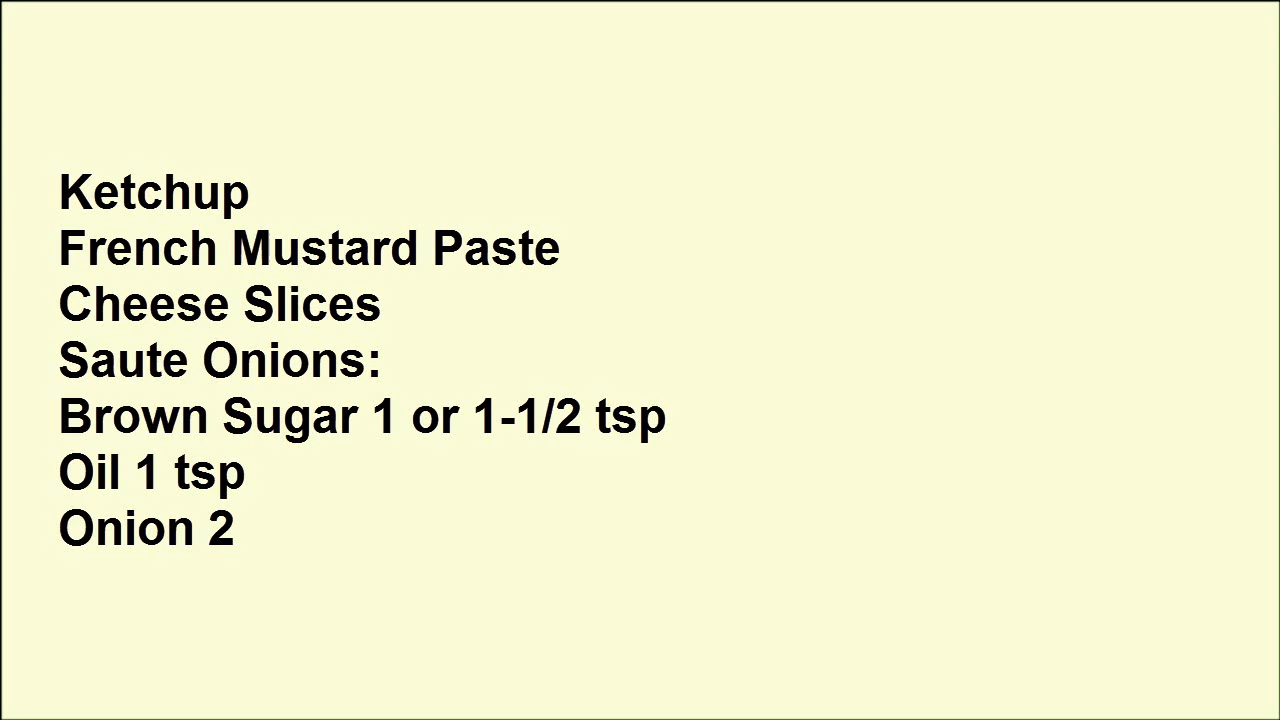 Ketchup
French Mustard Paste
Cheese Slices
Saute Onions:
Brown Sugar 1 or 1-1/2 tsp
Oil 1 tsp
Onion 2